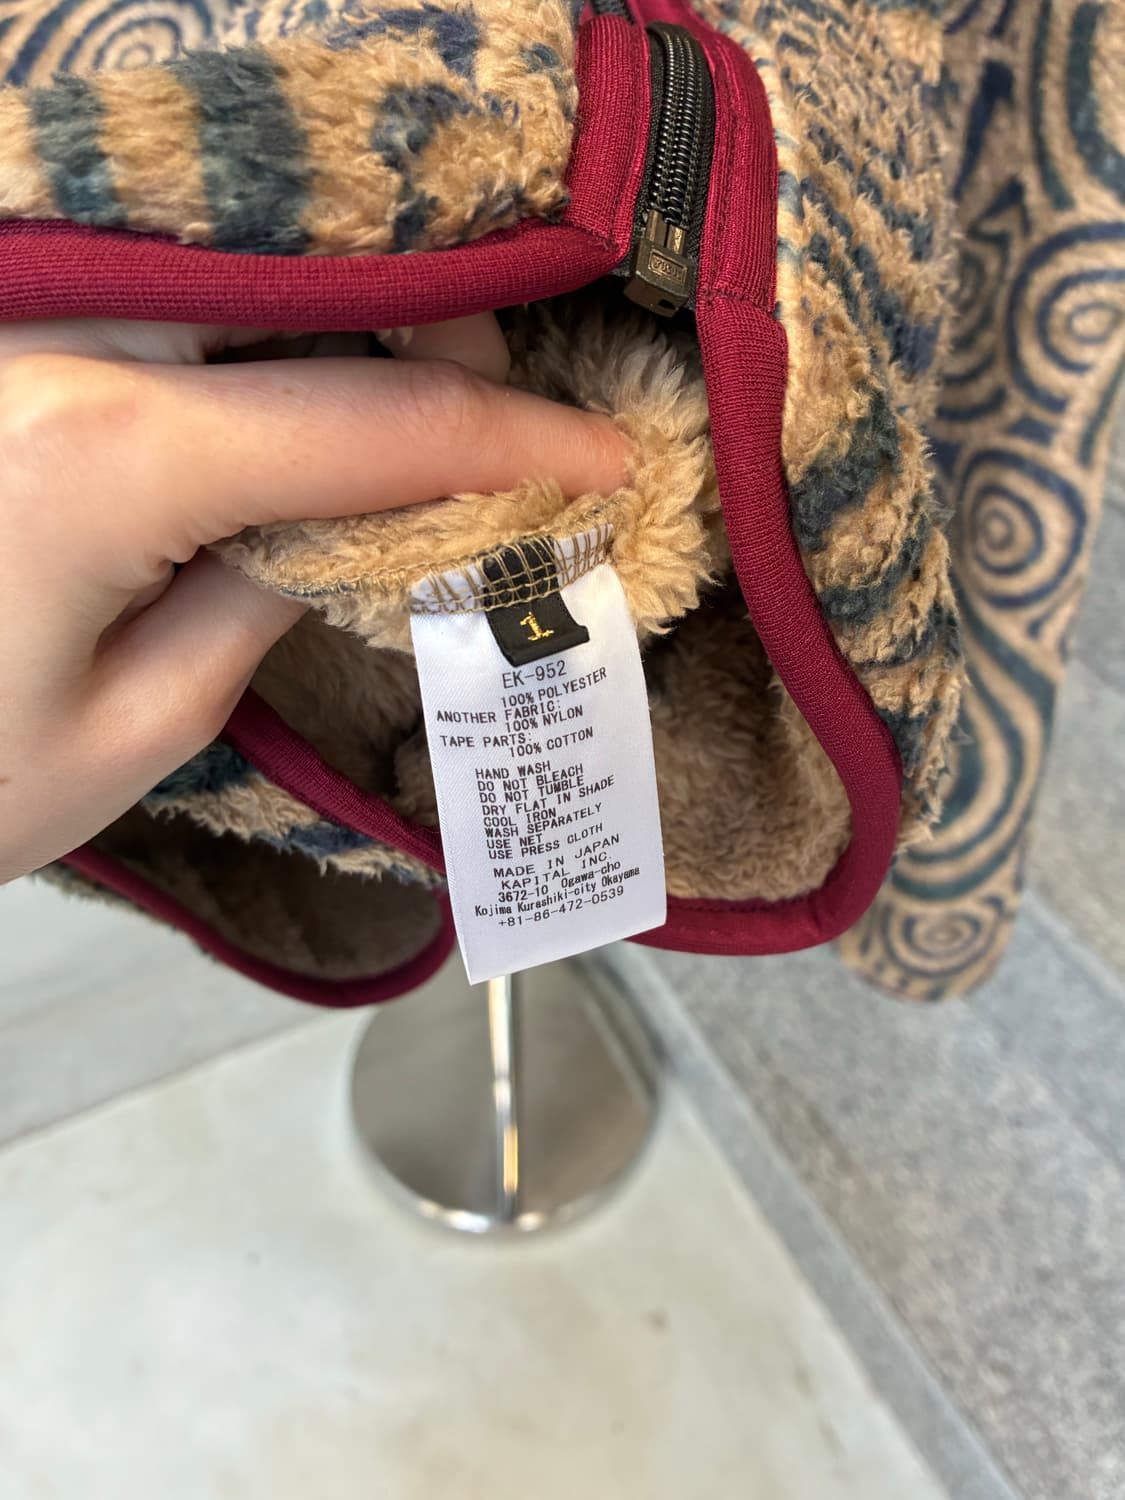 1
EK-952
100% POLYESTER
ANOTHER FABRIC:
100% NYLON
TAPE PARTS:
100% COTTON
HAND WASH
DO NOT BLEACH
DO NOT TUMBLE
DRY FLAT IN SHADE
COOL IRON
WASH SEPARATELY
USE NET
USE PRESS CLOTH
MADE IN JAPAN
KAPITAL INC.
3672-10 Ogawa-cho
Kojima Kurashiki-city Okayama
+81-86-472-0539